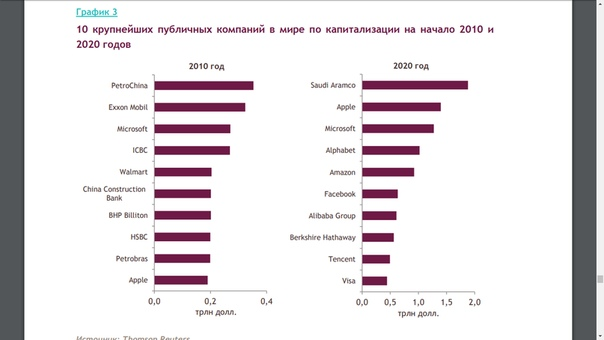 График 3
10 крупнейших публичных компаний в мире по капитализации на начало 2010 и
2020 годов
2010 год
PetroChina
Exxon Mobil
Microsoft
ICBC
Walmart
China Construction
Bank
BHP Billiton
HSBC
Petrobras
Apple
0,0 0,2 0,4
трлн долл.
2020 год
Saudi Aramco
Apple
Microsoft
Alphabet
Amazon
Facebook
Alibaba Group
Berkshire Hathaway
Tencent
Visa
0,0 0,5 1,0 1,5 2,0
трлн долл.
Источник: Thomson Reuters